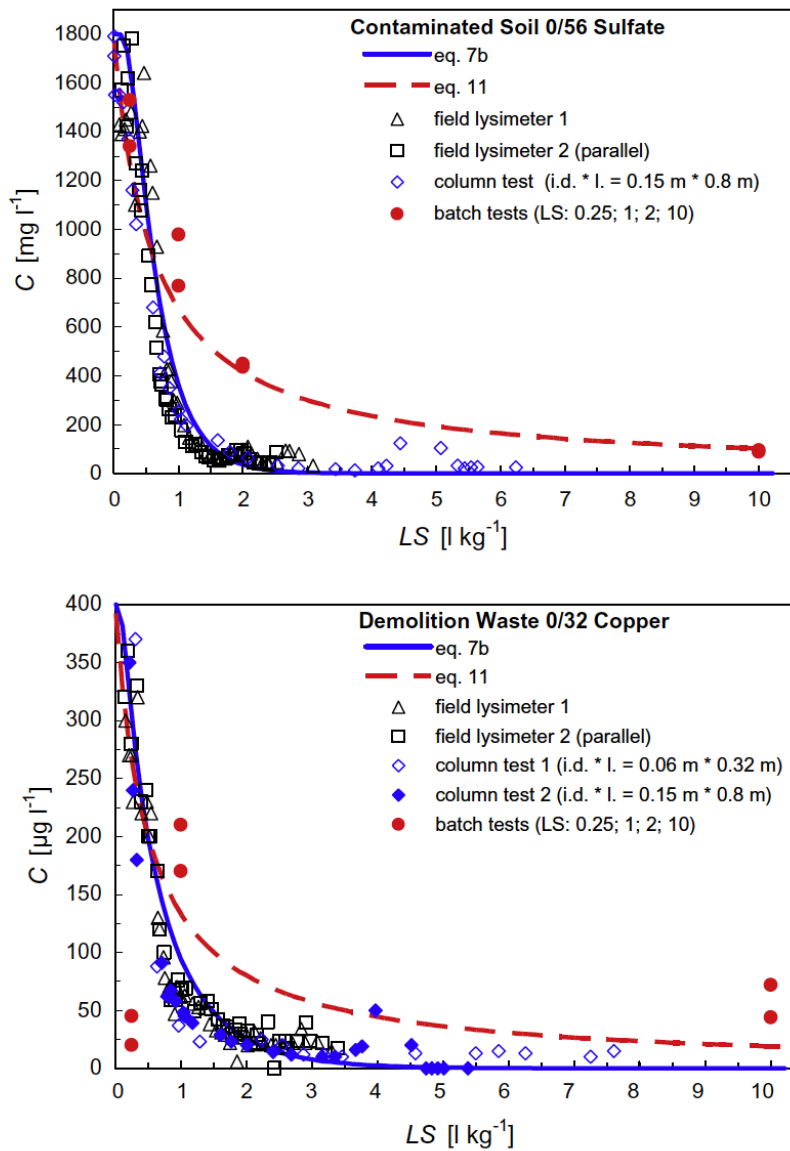 Contaminated Soil 0/56 Sulfate
eq. 7b
eq. 11
field lysimeter 1
field lysimeter 2 (parallel)
column test (i.d. * l. = 0.15 m * 0.8 m)
batch tests (LS: 0.25; 1; 2; 10)
1800
1600
1400
1200
1000
800
600
400
200
0
C [mg l⁻¹]
0 1 2 3 4 5 6 7 8 9 10
LS [l kg⁻¹]
Demolition Waste 0/32 Copper
eq. 7b
eq. 11
field lysimeter 1
field lysimeter 2 (parallel)
column test 1 (i.d. * l. = 0.06 m * 0.32 m)
column test 2 (i.d. * l. = 0.15 m * 0.8 m)
batch tests (LS: 0.25; 1; 2; 10)
400
350
300
250
200
150
100
50
0
C [µg l⁻¹]
0 1 2 3 4 5 6 7 8 9 10
LS [l kg⁻¹]